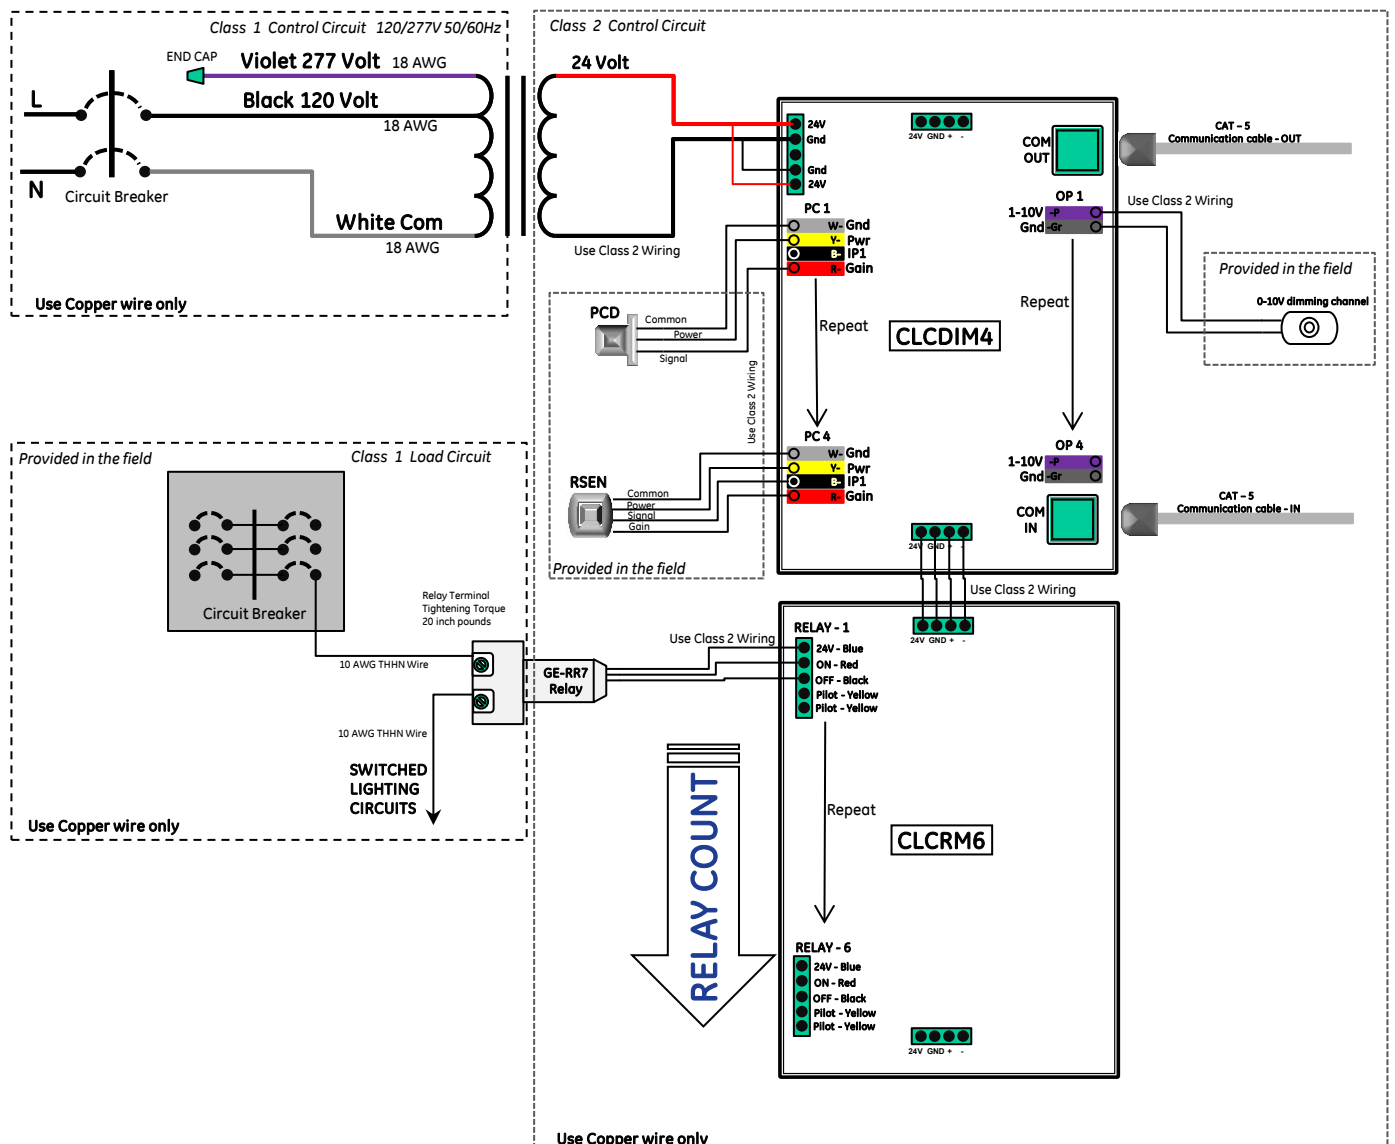 Class 1 Control Circuit 120/277V 50/60Hz
END CAP
Violet 277 Volt 18 AWG
L
Black 120 Volt
18 AWG
N
Circuit Breaker
White Com
18 AWG
Use Copper wire only
Class 2 Control Circuit
24 Volt
Use Class 2 Wiring
24V
Gnd
Gnd
24V
24V GND + -
COM
OUT
CAT - 5
Communication cable - OUT
PC 1
W- Gnd
Y- Pwr
B- IP1
R- Gain
OP 1
1-10V -P
Gnd -Gr
Use Class 2 Wiring
Provided in the field
0-10V dimming channel
Repeat
Repeat
CLCDIM4
PCD
Common
Power
Signal
Use Class 2 Wiring
RSEN
Common
Power
Signal
Gain
Provided in the field
PC 4
W- Gnd
Y- Pwr
B- IP1
R- Gain
OP 4
1-10V -P
Gnd -Gr
COM
IN
CAT - 5
Communication cable - IN
24V GND + -
Use Class 2 Wiring
Provided in the field
Class 1 Load Circuit
Circuit Breaker
Relay Terminal
Tightening Torque
20 inch pounds
10 AWG THHN Wire
10 AWG THHN Wire
SWITCHED
LIGHTING
CIRCUITS
Use Copper wire only
GE-RR7
Relay
Use Class 2 Wiring
24V GND + -
RELAY - 1
24V - Blue
ON - Red
OFF - Black
Pilot - Yellow
Pilot - Yellow
RELAY COUNT
Repeat
CLCRM6
RELAY - 6
24V - Blue
ON - Red
OFF - Black
Pilot - Yellow
Pilot - Yellow
24V GND + -
Use Copper wire only